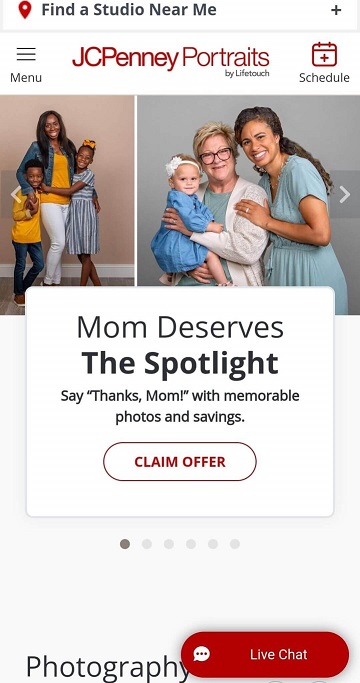 Find a Studio Near Me +
Menu
JCPenney Portraits
by Lifetouch
Schedule
Mom Deserves
The Spotlight
Say “Thanks, Mom!” with memorable
photos and savings.
CLAIM OFFER
Live Chat
Photography